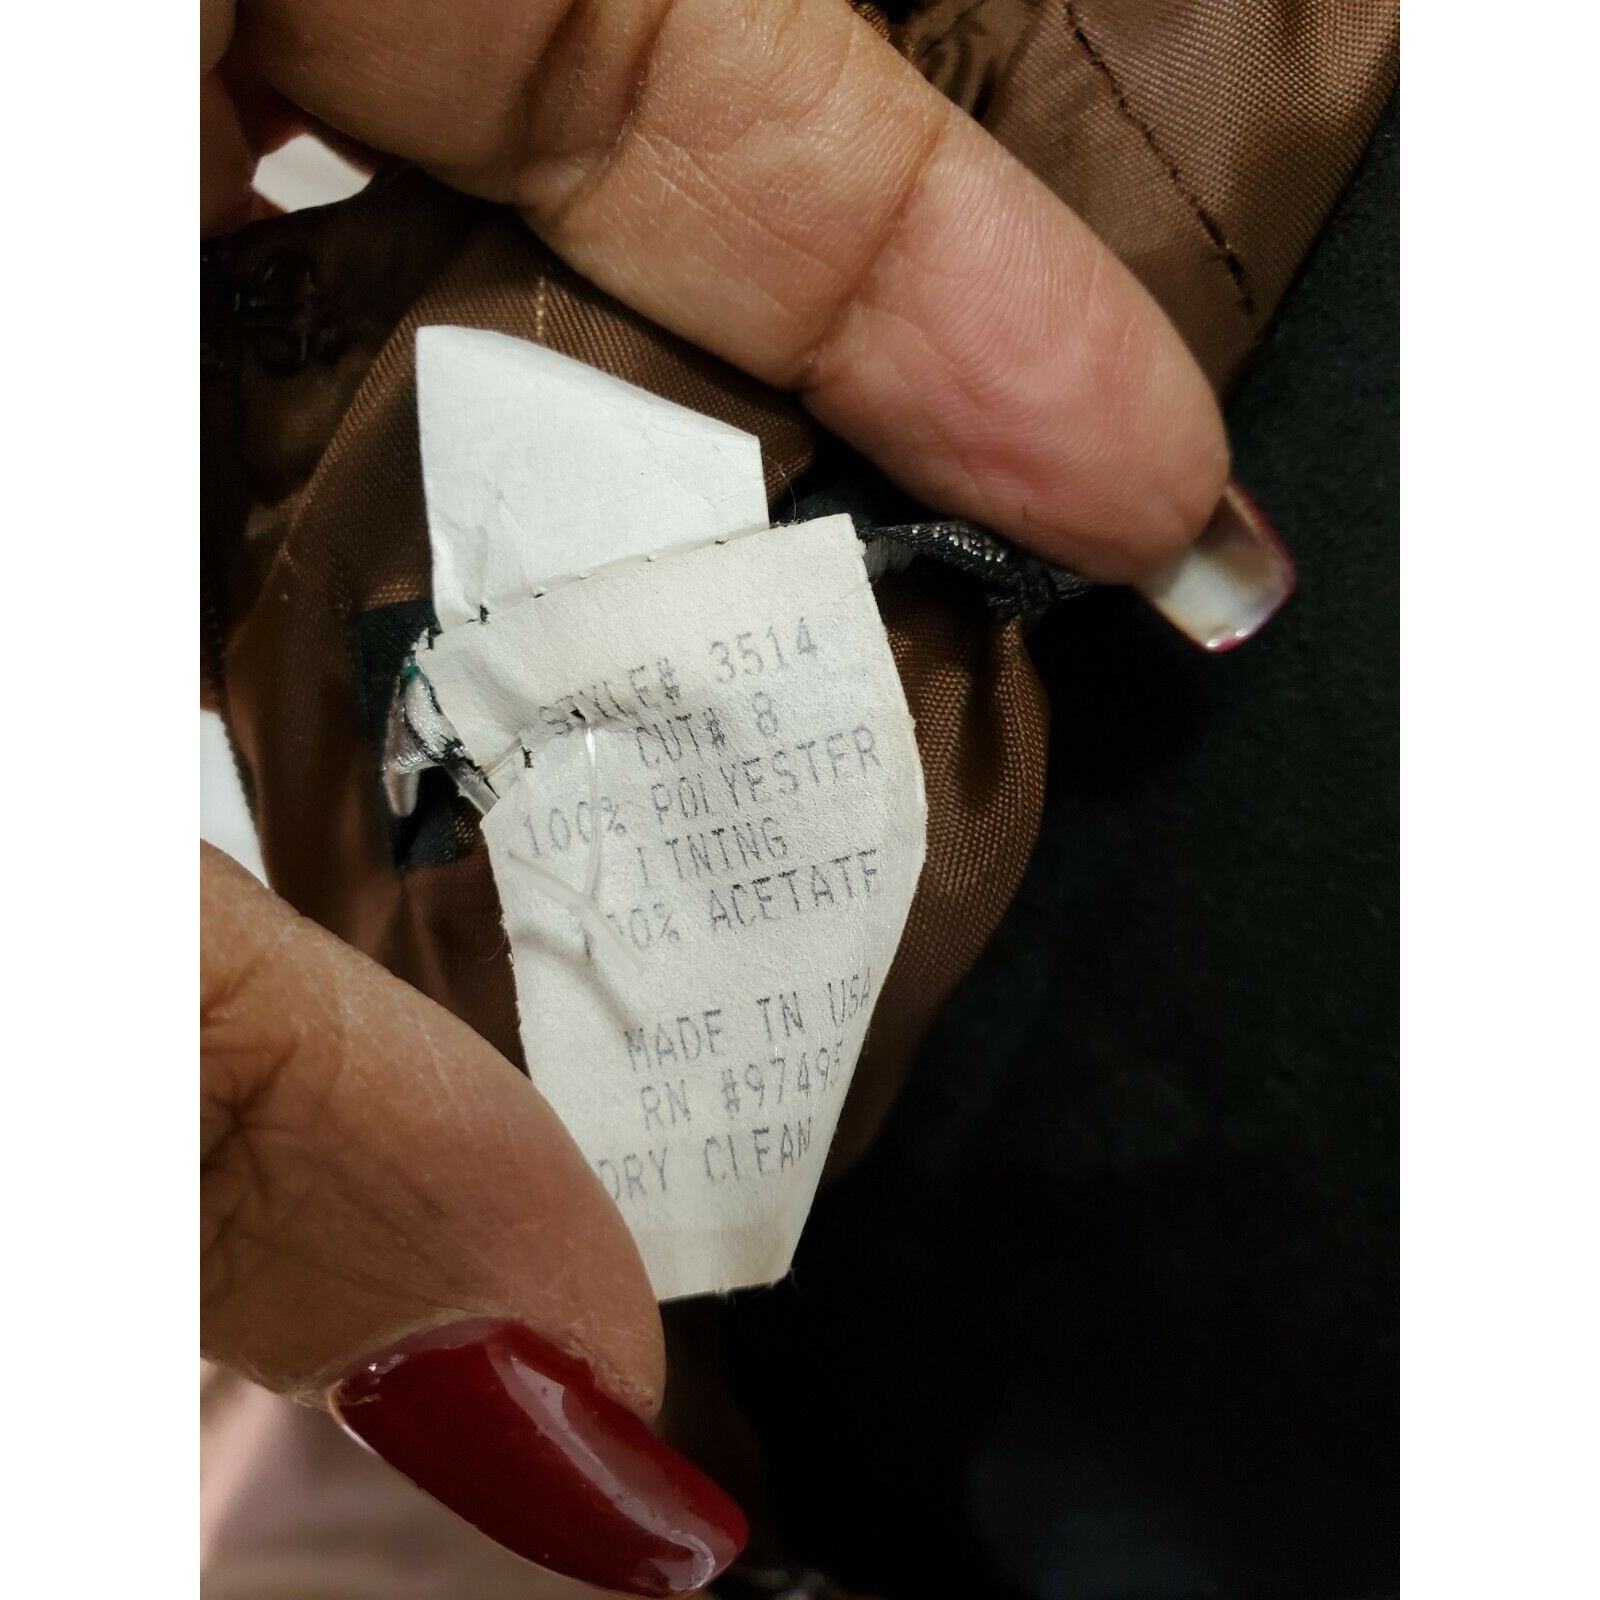 STYLE# 3514
CUT# 8
100% POLYESTER
LINING
100% ACETATE
MADE IN USA
RN #97495
DRY CLEAN